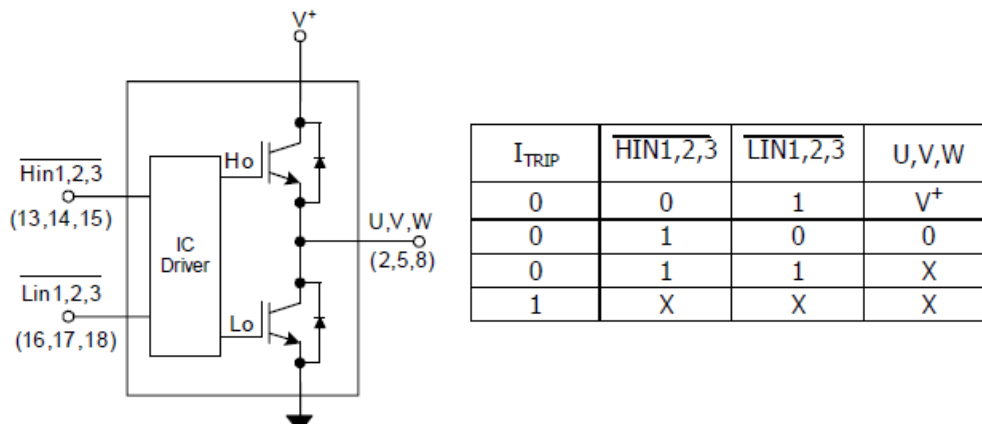 V+
Hin1,2,3
(13,14,15)
Ho
IC
Driver
U,V,W
(2,5,8)
Lin1,2,3
(16,17,18)
Lo
ITRIP HIN1,2,3 LIN1,2,3 U,V,W
0 0 1 V+
0 1 0 0
0 1 1 X
1 X X X